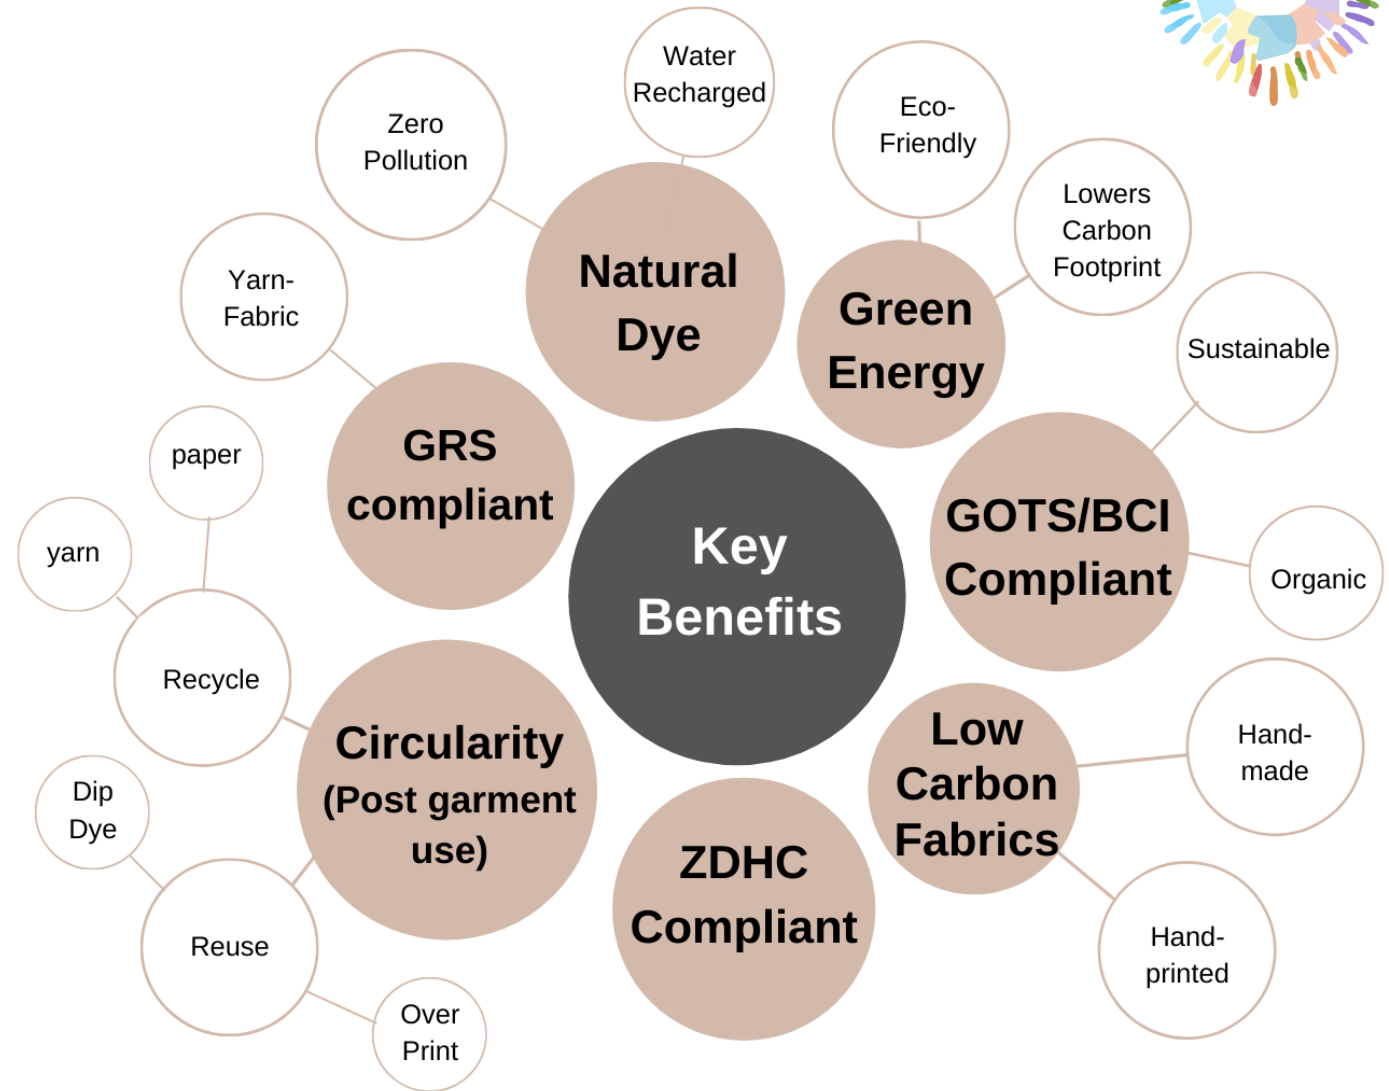 Key
Benefits
Natural
Dye
Zero
Pollution
Water
Recharged
Green
Energy
Eco-
Friendly
Lowers
Carbon
Footprint
GOTS/BCI
Compliant
Sustainable
Organic
Low
Carbon
Fabrics
Hand-
made
Hand-
printed
ZDHC
Compliant
Circularity
(Post garment
use)
Reuse
Over
Print
Dip
Dye
Recycle
yarn
paper
GRS
compliant
Yarn-
Fabric